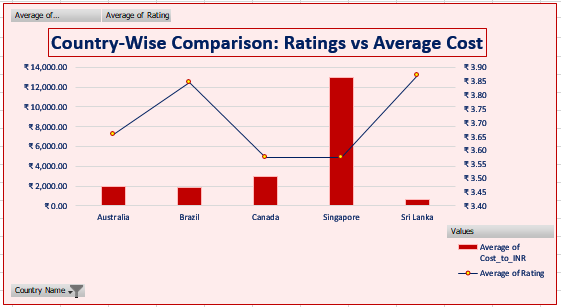 Average of... Average of Rating
Country-Wise Comparison: Ratings vs Average Cost
₹ 14,000.00
₹ 12,000.00
₹ 10,000.00
₹ 8,000.00
₹ 6,000.00
₹ 4,000.00
₹ 2,000.00
₹ 0.00
₹ 3.90
₹ 3.85
₹ 3.80
₹ 3.75
₹ 3.70
₹ 3.65
₹ 3.60
₹ 3.55
₹ 3.50
₹ 3.45
₹ 3.40
Australia Brazil Canada Singapore Sri Lanka
Values
Average of
Cost_to_INR
Average of Rating
Country Name